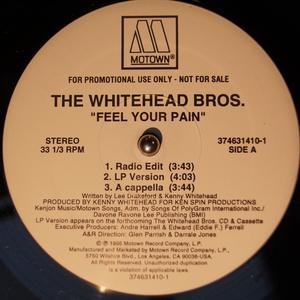 MOTOWN®
FOR PROMOTIONAL USE ONLY - NOT FOR SALE
THE WHITEHEAD BROS.
"FEEL YOUR PAIN"
STEREO 374631410-1
33 1/3 RPM SIDE A
1. Radio Edit (3:43)
2. LP Version (4:03)
3. A cappella (3:44)
Written by Lee Drakeford & Kenny Whitehead
PRODUCED BY KENNY WHITEHEAD FOR KEN SPIN PRODUCTIONS
Kenjon Music/Motown Songs, Adm. by Songs Of PolyGram International Inc./
Davone Ravone Lee Publishing (BMI)
LP Version appears on the forthcoming The Whitehead Bros. CD & Cassette
Executive Producers: Andre Harrell & Edward (Eddie F.) Ferrell
A&R Direction: Glen Parrish & Darrale Jones
Ⓟ © 1996 Motown Record Company, L.P.
Manufactured and Marketed by Motown Record Company, L.P.
5750 Wilshire Blvd., Los Angeles, CA 90036-USA.
All Rights Reserved. Unauthorized duplication
is a violation of applicable laws.
374631410-1